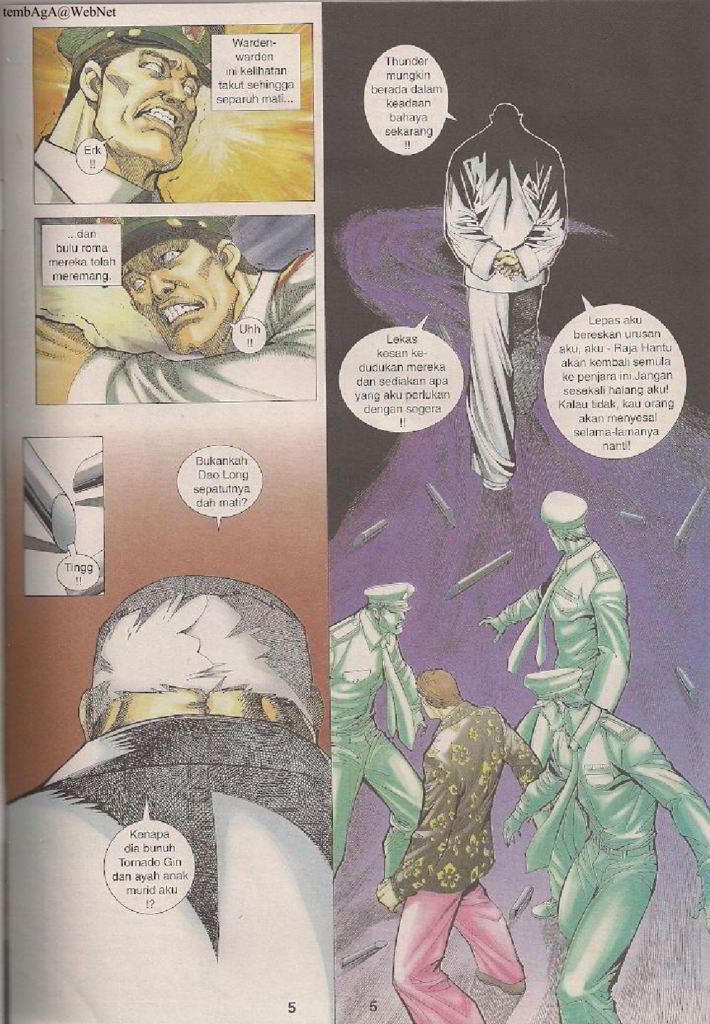 tembAgA@WebNet
Warden-
warden
ini kelihatan
takut sehingga
separuh mati...
Erk
!!
...dan
bulu roma
mereka telah
meremang.
Uhh
!!
Tingg
!!
Bukankah
Dao Long
sepatutnya
dah mati?
Kenapa
dia bunuh
Tornado Gin
dan ayah anak
murid aku
!?
5
Thunder
mungkin
berada dalam
keadaan
bahaya
sekarang
!!
Lekas
kesan ke-
dudukan mereka
dan sediakan apa
yang aku perlukan
dengan segera
!!
Lepas aku
bereskan urusan
aku, aku - Raja Hantu
akan kembali semula
ke penjara ini.Jangan
sesekali halang aku!
Kalau tidak, kau orang
akan menyesal
selama-lamanya
nanti!
5